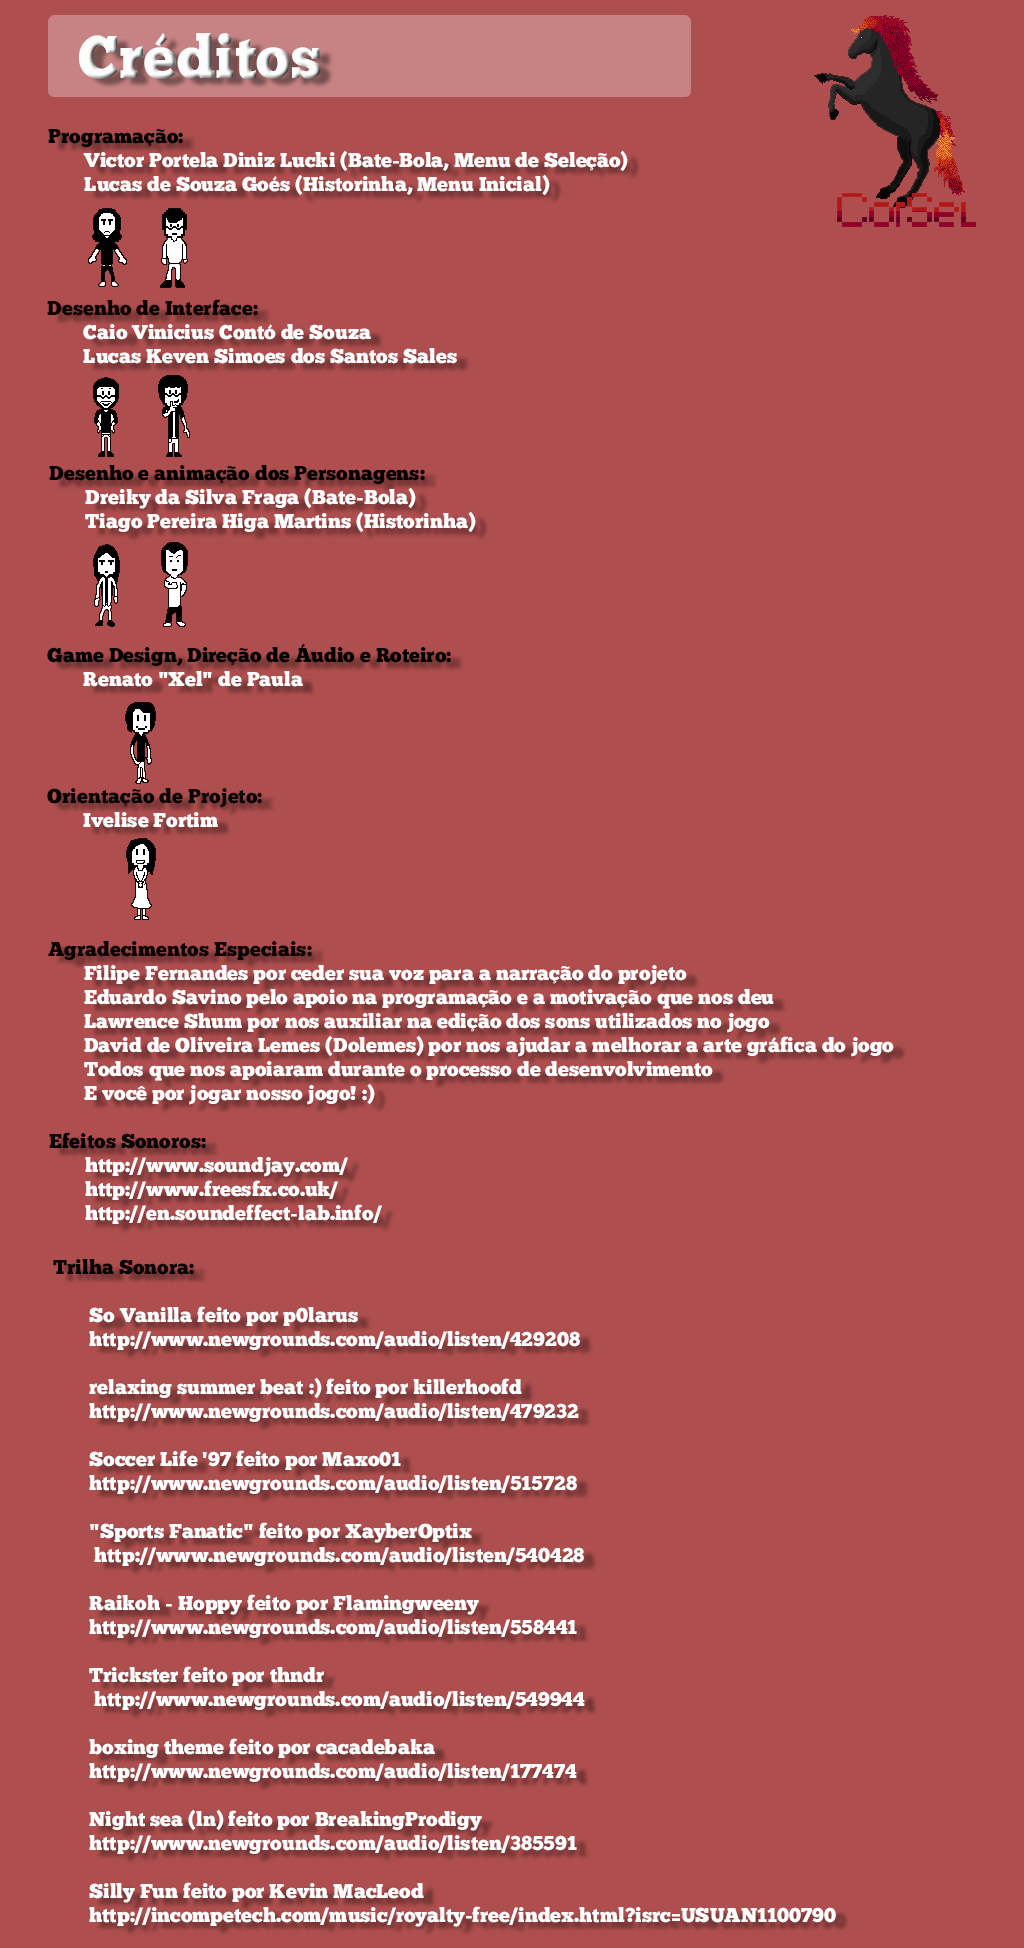 Créditos
CorSel
Programação:
Victor Portela Diniz Lucki (Bate-Bola, Menu de Seleção)
Lucas de Souza Goés (Historinha, Menu Inicial)
Desenho de Interface:
Caio Vinicius Contó de Souza
Lucas Keven Simoes dos Santos Sales
Desenho e animação dos Personagens:
Dreiky da Silva Fraga (Bate-Bola)
Tiago Pereira Higa Martins (Historinha)
Game Design, Direção de Áudio e Roteiro:
Renato "Xel" de Paula
Orientação de Projeto:
Ivelise Fortim
Agradecimentos Especiais:
Filipe Fernandes por ceder sua voz para a narração do projeto
Eduardo Savino pelo apoio na programação e a motivação que nos deu
Lawrence Shum por nos auxiliar na edição dos sons utilizados no jogo
David de Oliveira Lemes (Dolemes) por nos ajudar a melhorar a arte gráfica do jogo
Todos que nos apoiaram durante o processo de desenvolvimento
E você por jogar nosso jogo! :)
Efeitos Sonoros:
http://www.soundjay.com/
http://www.freesfx.co.uk/
http://en.soundeffect-lab.info/
Trilha Sonora:
So Vanilla feito por p0larus
http://www.newgrounds.com/audio/listen/429208
relaxing summer beat :) feito por killerhoofd
http://www.newgrounds.com/audio/listen/479232
Soccer Life '97 feito por Maxo01
http://www.newgrounds.com/audio/listen/515728
"Sports Fanatic" feito por XayberOptix
http://www.newgrounds.com/audio/listen/540428
Raikoh - Hoppy feito por Flamingweeny
http://www.newgrounds.com/audio/listen/558441
Trickster feito por thndr
http://www.newgrounds.com/audio/listen/549944
boxing theme feito por cacadebaka
http://www.newgrounds.com/audio/listen/177474
Night sea (ln) feito por BreakingProdigy
http://www.newgrounds.com/audio/listen/385591
Silly Fun feito por Kevin MacLeod
http://incompetech.com/music/royalty-free/index.html?isrc=USUAN1100790